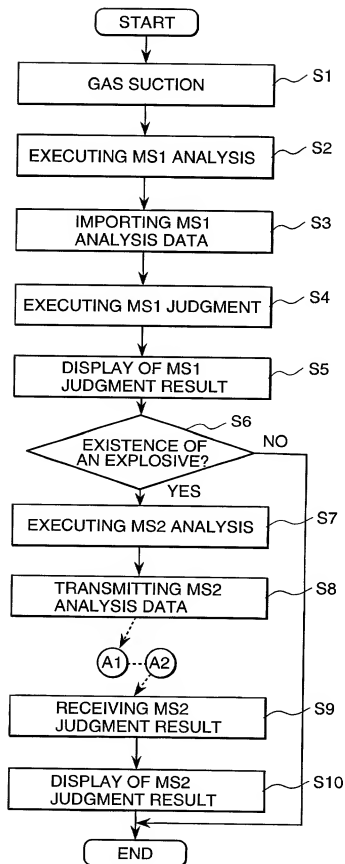 START
GAS SUCTION
S1
EXECUTING MS1 ANALYSIS
S2
IMPORTING MS1
ANALYSIS DATA
S3
EXECUTING MS1 JUDGMENT
S4
DISPLAY OF MS1
JUDGMENT RESULT
S5
S6
EXISTENCE OF
AN EXPLOSIVE?
NO
YES
EXECUTING MS2 ANALYSIS
S7
TRANSMITTING MS2
ANALYSIS DATA
S8
A1
A2
RECEIVING MS2
JUDGMENT RESULT
S9
DISPLAY OF MS2
JUDGMENT RESULT
S10
END